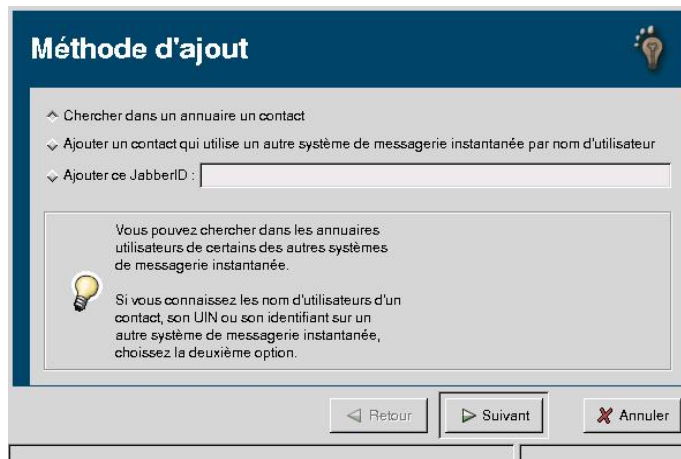 Méthode d'ajout
Chercher dans un annuaire un contact
Ajouter un contact qui utilise un autre système de messagerie instantanée par nom d'utilisateur
Ajouter ce JabberID :
Vous pouvez chercher dans les annuaires
utilisateurs de certains des autres systèmes
de messagerie instantanée.
Si vous connaissez les nom d'utilisateurs d'un
contact, son UIN ou son identifiant sur un
autre système de messagerie instantanée,
choissez la deuxième option.
Retour
Suivant
Annuler